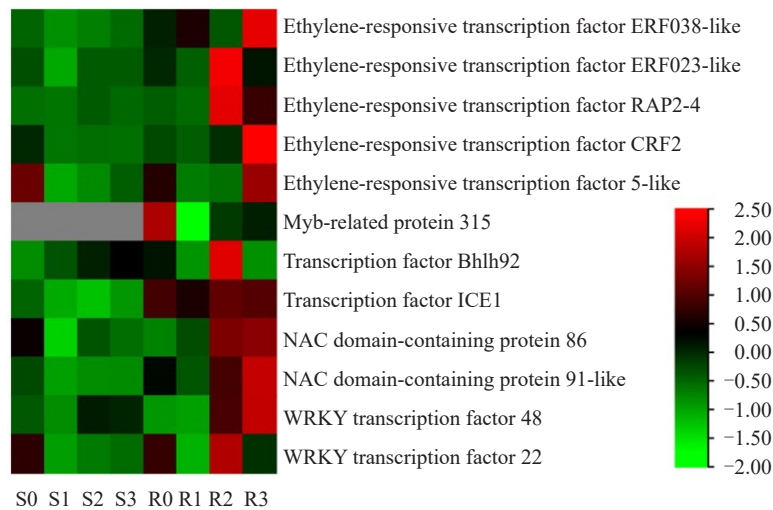 Ethylene-responsive transcription factor ERF038-like
Ethylene-responsive transcription factor ERF023-like
Ethylene-responsive transcription factor RAP2-4
Ethylene-responsive transcription factor CRF2
Ethylene-responsive transcription factor 5-like
Myb-related protein 315
Transcription factor Bhlh92
Transcription factor ICE1
NAC domain-containing protein 86
NAC domain-containing protein 91-like
WRKY transcription factor 48
WRKY transcription factor 22
2.50
2.00
1.50
1.00
0.50
0.00
−0.50
−1.00
−1.50
−2.00
S0 S1 S2 S3 R0 R1 R2 R3